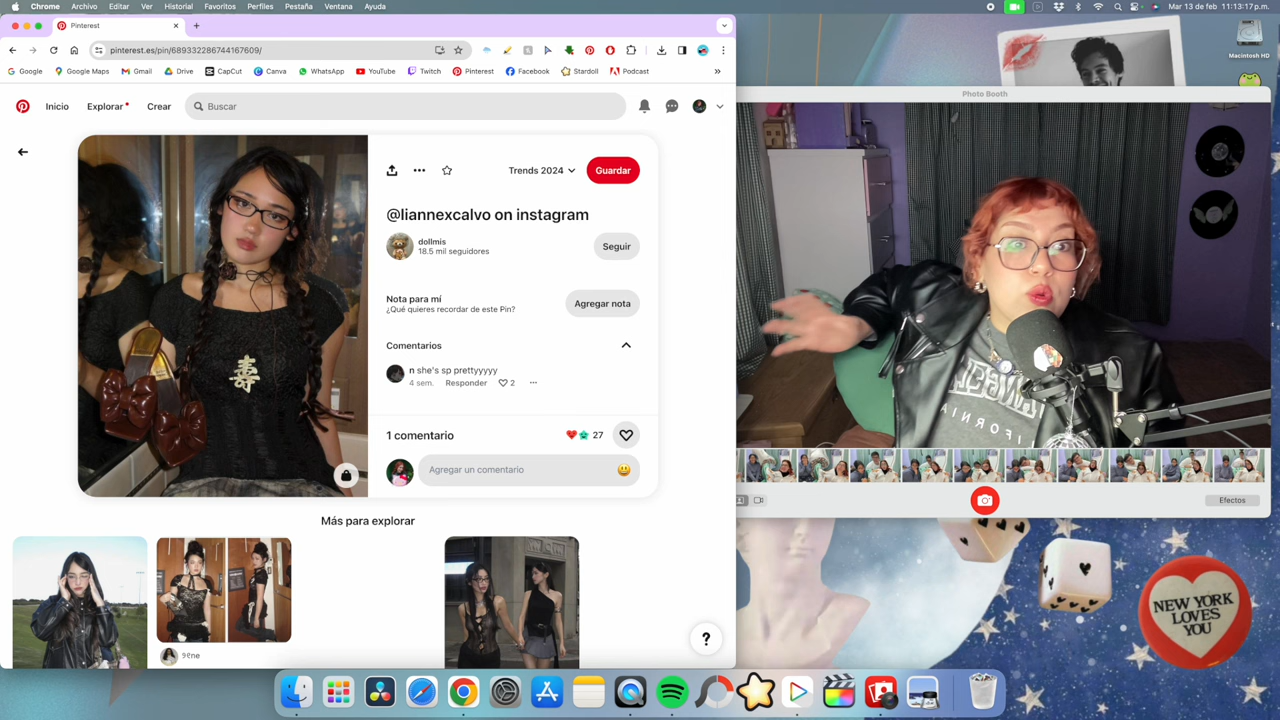 Chrome Archivo Editar Ver Historial Favoritos Perfiles Pestaña Ventana Ayuda
Mar 13 de feb 11:13:17 p.m.
Pinterest
pinterest.es/pin/689332286744167609/
Google Google Maps Gmail Drive CapCut Canva WhatsApp YouTube Twitch Pinterest Facebook Stardoll Podcast
Macintosh HD
Photo Booth
Inicio Explorar Crear Buscar
Trends 2024 Guardar
@liannexcalvo on instagram
dollmis
18.5 mil seguidores
Seguir
Nota para mí
¿Qué quieres recordar de este Pin?
Agregar nota
Comentarios
n she's sp prettyyyyy
4 sem. Responder 2
1 comentario
27
Agregar un comentario
壽
Más para explorar
CALIFORNIA
Efectos
NEW YORK
LOVES
YOU
?